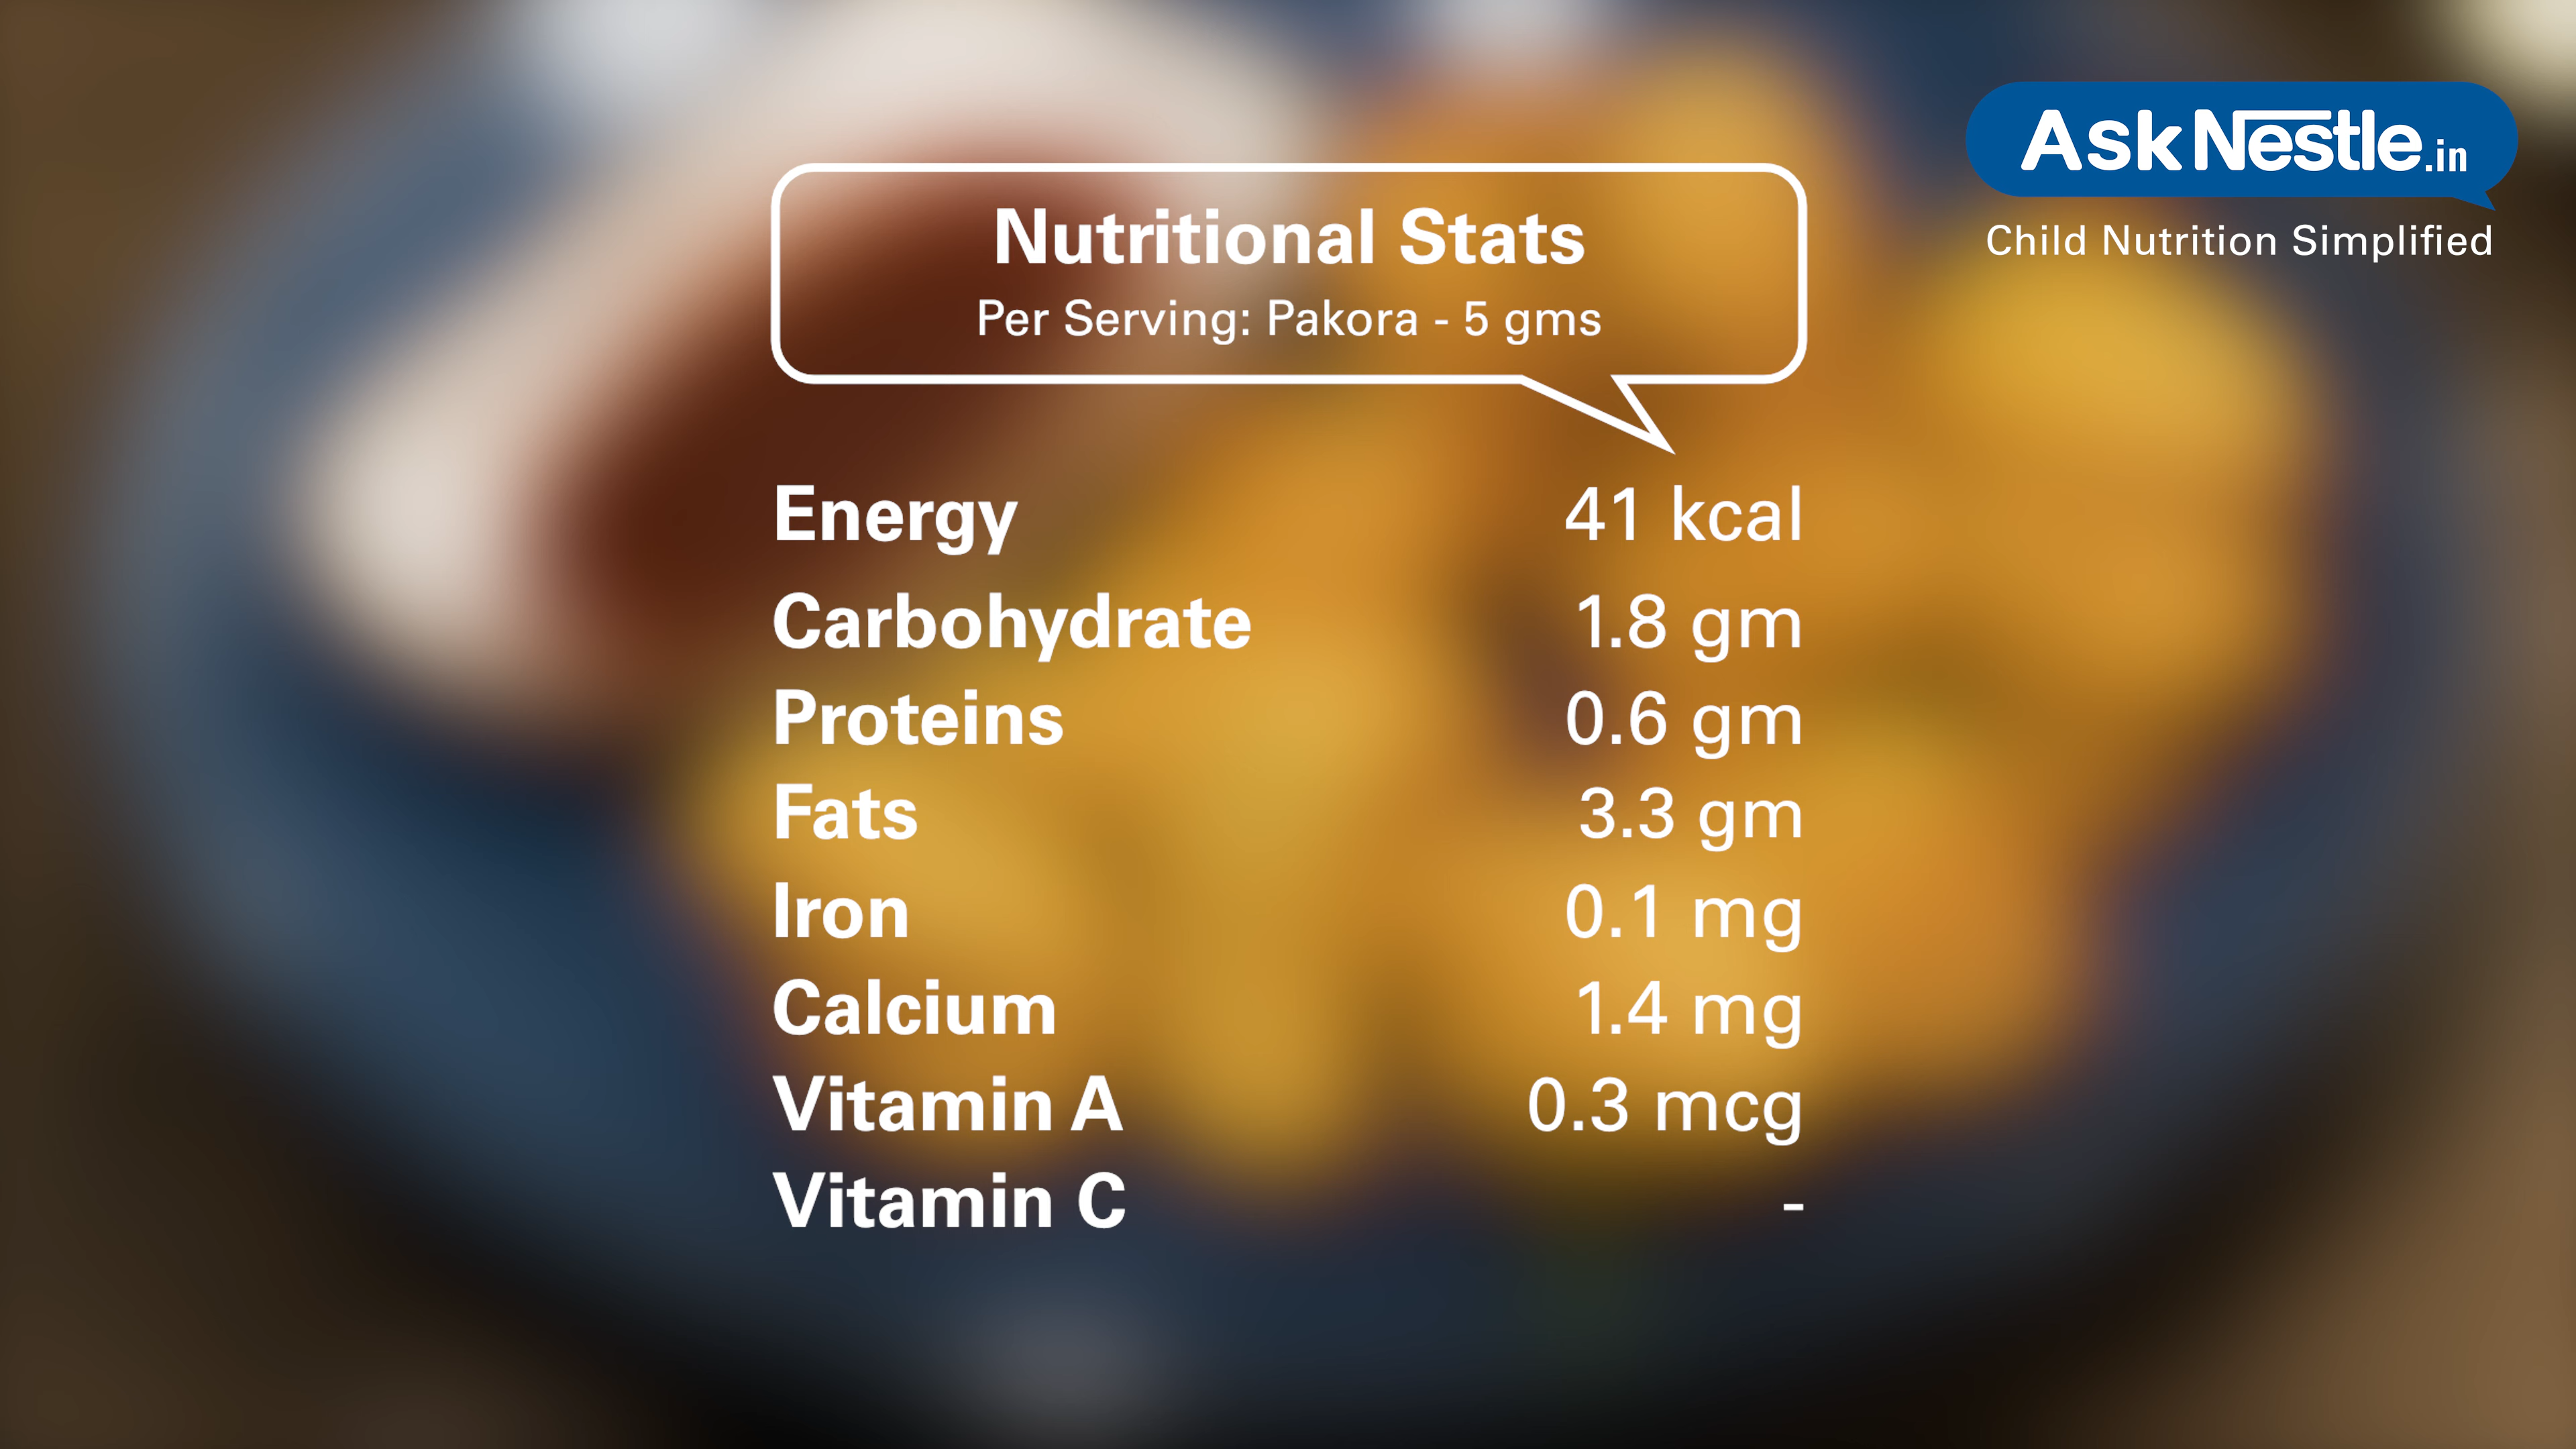 AskNestle.in
Child Nutrition Simplified
Nutritional Stats
Per Serving: Pakora - 5 gms
Energy 41 kcal
Carbohydrate 1.8 gm
Proteins 0.6 gm
Fats 3.3 gm
Iron 0.1 mg
Calcium 1.4 mg
Vitamin A 0.3 mcg
Vitamin C -